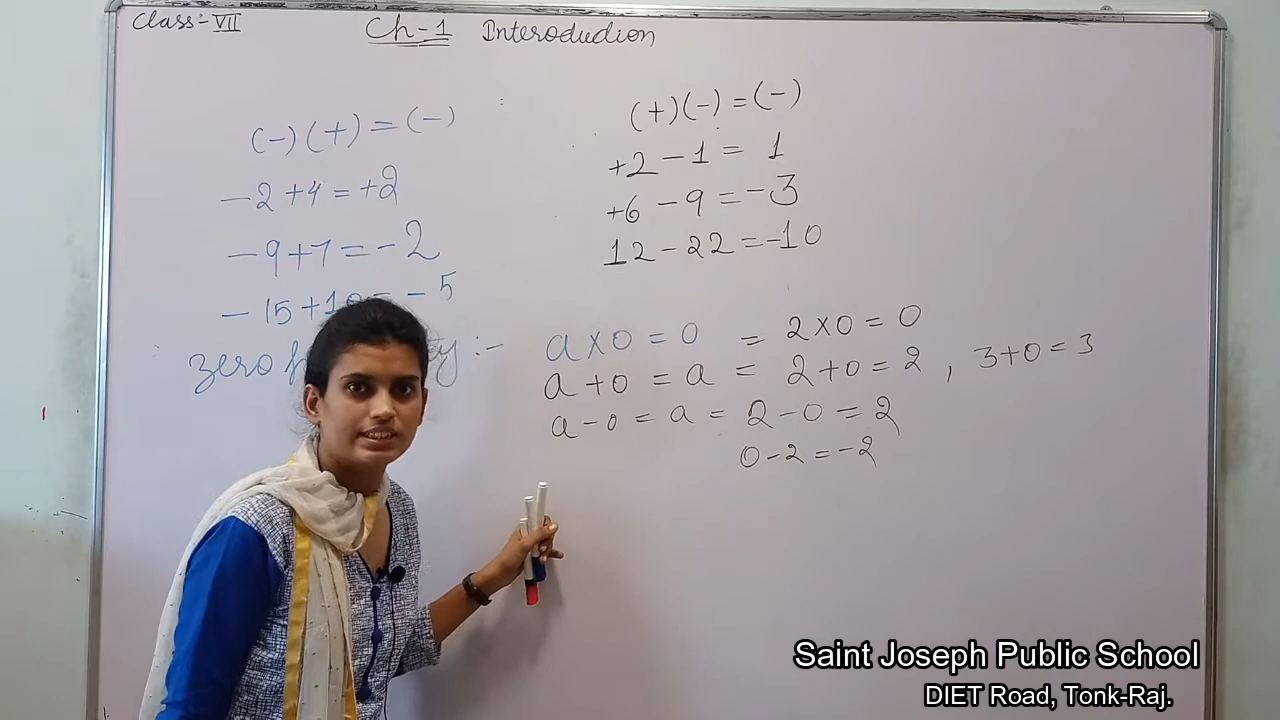 Class:- VII
Ch-1 Interodudion
(-)(+) = (-)
-2+4 = +2
-9+7 = -2
-15+10 = -5
(+)(-) = (-)
+2-1 = 1
+6-9 = -3
12-22 = -10
zero :-
a×0 = 0 = 2×0 = 0
a+0 = a = 2+0 = 2, 3+0 = 3
a-0 = a = 2-0 = 2
0-2 = -2
Saint Joseph Public School
DIET Road, Tonk-Raj.